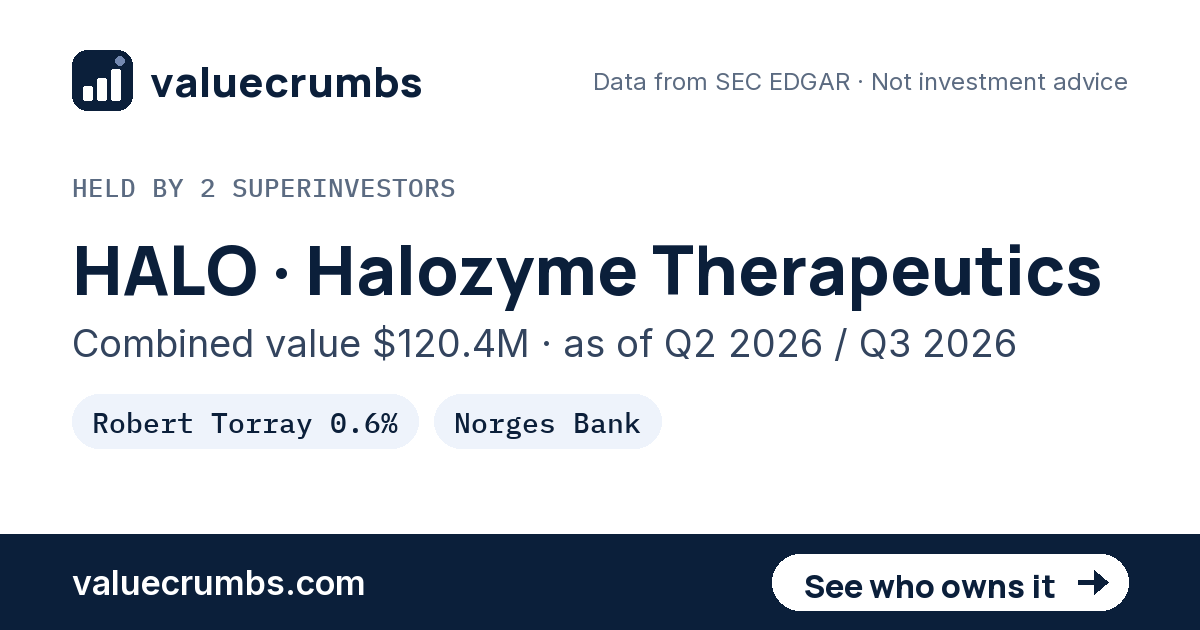 valuecrumbs
Data from SEC EDGAR · Not investment advice
HELD BY 2 SUPERINVESTORS
HALO · Halozyme Therapeutics
Combined value $120.4M · as of Q2 2026 / Q3 2026
Robert Torray 0.6%
Norges Bank
valuecrumbs.com
See who owns it →